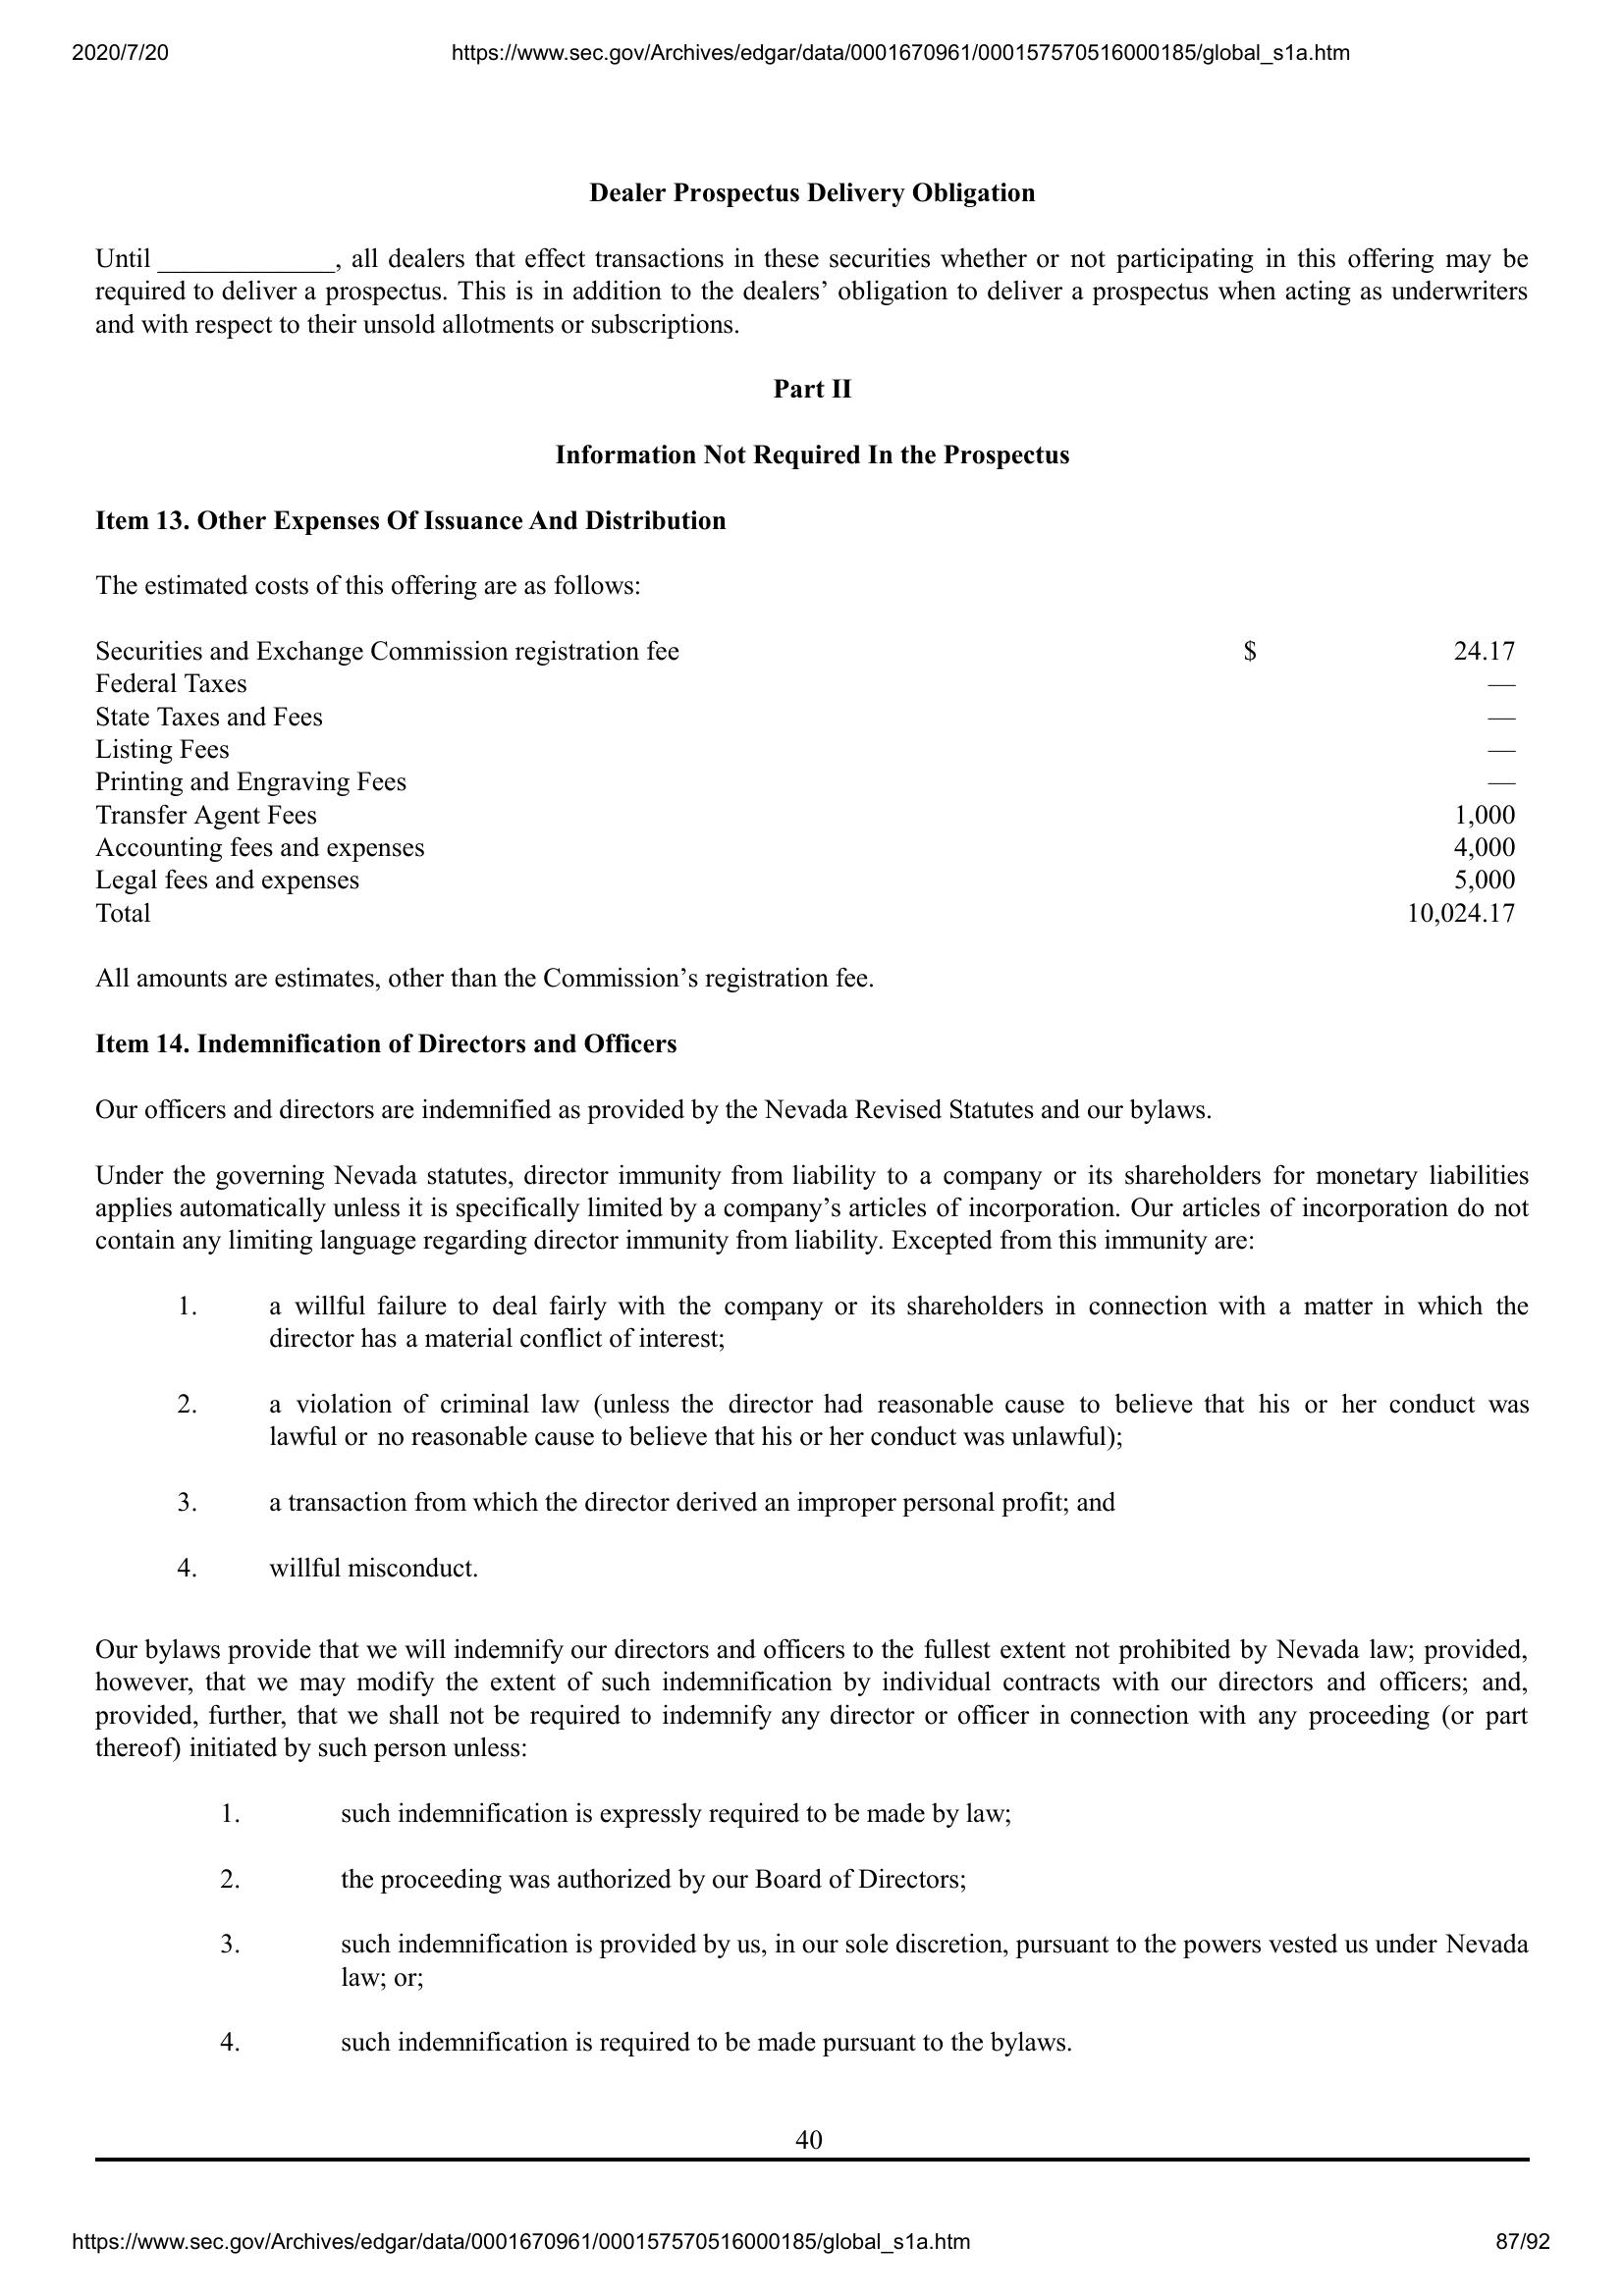 2020/7/20 https://www.sec.gov/Archives/edgar/data/0001670961/000157570516000185/global_s1a.htm
Dealer Prospectus Delivery Obligation
Until _____________, all dealers that effect transactions in these securities whether or not participating in this offering may be
required to deliver a prospectus. This is in addition to the dealers’ obligation to deliver a prospectus when acting as underwriters
and with respect to their unsold allotments or subscriptions.
Part II
Information Not Required In the Prospectus
Item 13. Other Expenses Of Issuance And Distribution
The estimated costs of this offering are as follows:
Securities and Exchange Commission registration fee $ 24.17
Federal Taxes —
State Taxes and Fees —
Listing Fees —
Printing and Engraving Fees —
Transfer Agent Fees 1,000
Accounting fees and expenses 4,000
Legal fees and expenses 5,000
Total 10,024.17
All amounts are estimates, other than the Commission’s registration fee.
Item 14. Indemnification of Directors and Officers
Our officers and directors are indemnified as provided by the Nevada Revised Statutes and our bylaws.
Under the governing Nevada statutes, director immunity from liability to a company or its shareholders for monetary liabilities
applies automatically unless it is specifically limited by a company’s articles of incorporation. Our articles of incorporation do not
contain any limiting language regarding director immunity from liability. Excepted from this immunity are:
1. a willful failure to deal fairly with the company or its shareholders in connection with a matter in which the
director has a material conflict of interest;
2. a violation of criminal law (unless the director had reasonable cause to believe that his or her conduct was
lawful or no reasonable cause to believe that his or her conduct was unlawful);
3. a transaction from which the director derived an improper personal profit; and
4. willful misconduct.
Our bylaws provide that we will indemnify our directors and officers to the fullest extent not prohibited by Nevada law; provided,
however, that we may modify the extent of such indemnification by individual contracts with our directors and officers; and,
provided, further, that we shall not be required to indemnify any director or officer in connection with any proceeding (or part
thereof) initiated by such person unless:
1. such indemnification is expressly required to be made by law;
2. the proceeding was authorized by our Board of Directors;
3. such indemnification is provided by us, in our sole discretion, pursuant to the powers vested us under Nevada
law; or;
4. such indemnification is required to be made pursuant to the bylaws.
40
https://www.sec.gov/Archives/edgar/data/0001670961/000157570516000185/global_s1a.htm 87/92